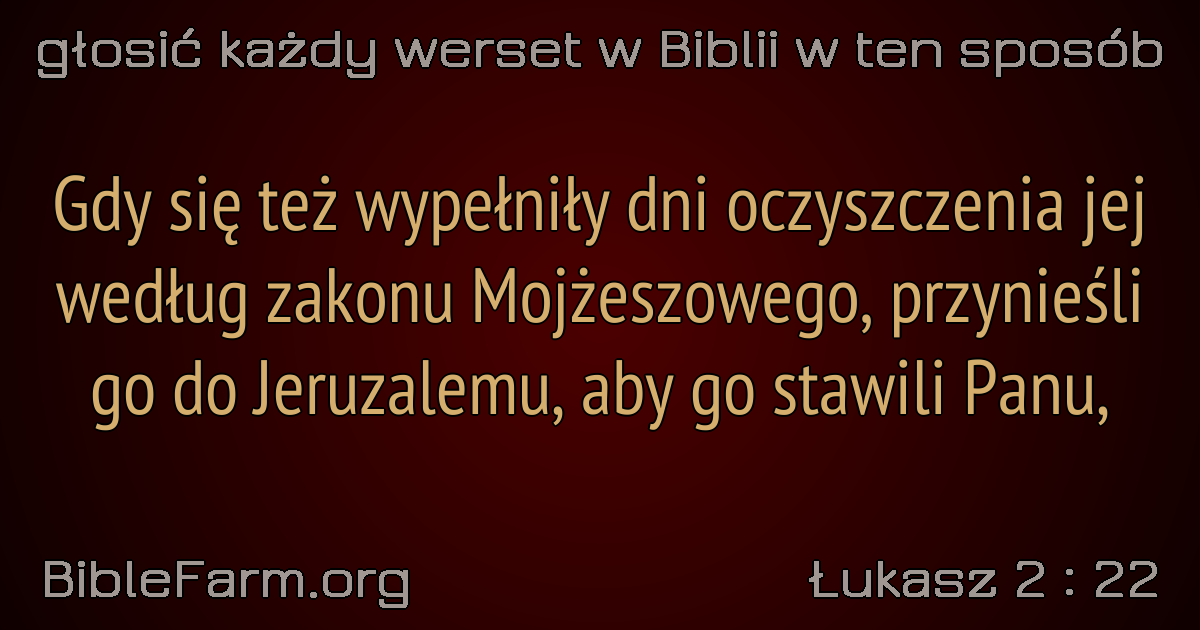 głosić każdy werset w Biblii w ten sposób
Gdy się też wypełniły dni oczyszczenia jej
według zakonu Mojżeszowego, przynieśli
go do Jeruzalemu, aby go stawili Panu,
BibleFarm.org
Łukasz 2 : 22